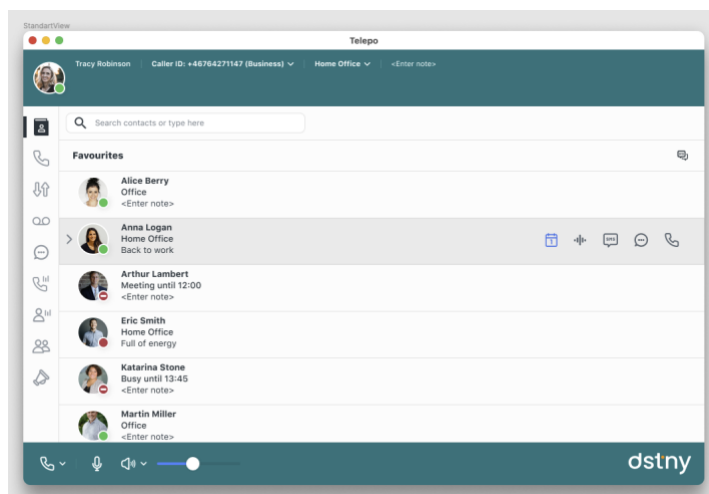 StandartView
Telepo
Tracy Robinson
Caller ID: +46764271147 (Business)
Home Office
<Enter note>
Search contacts or type here
Favourites
Alice Berry
Office
<Enter note>
Anna Logan
Home Office
Back to work
1
SMS
Arthur Lambert
Meeting until 12:00
<Enter note>
Eric Smith
Home Office
Full of energy
Katarina Stone
Busy until 13:45
<Enter note>
Martin Miller
Office
<Enter note>
dstny